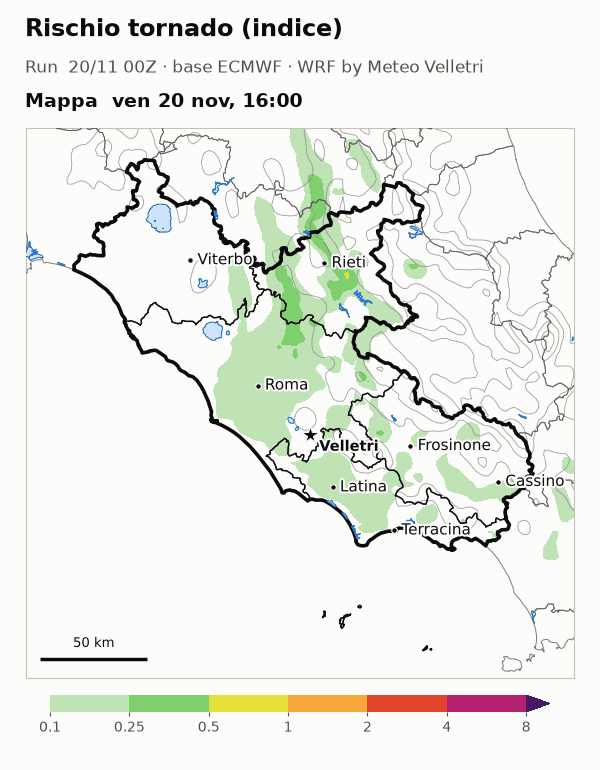 Rischio tornado (indice)
Run  20/11 00Z · base ECMWF · WRF by Meteo Velletri
Mappa  ven 20 nov, 16:00
Viterbo
Rieti
Roma
Velletri
Frosinone
Latina
Cassino
Terracina
50 km
0.1 0.25 0.5 1 2 4 8